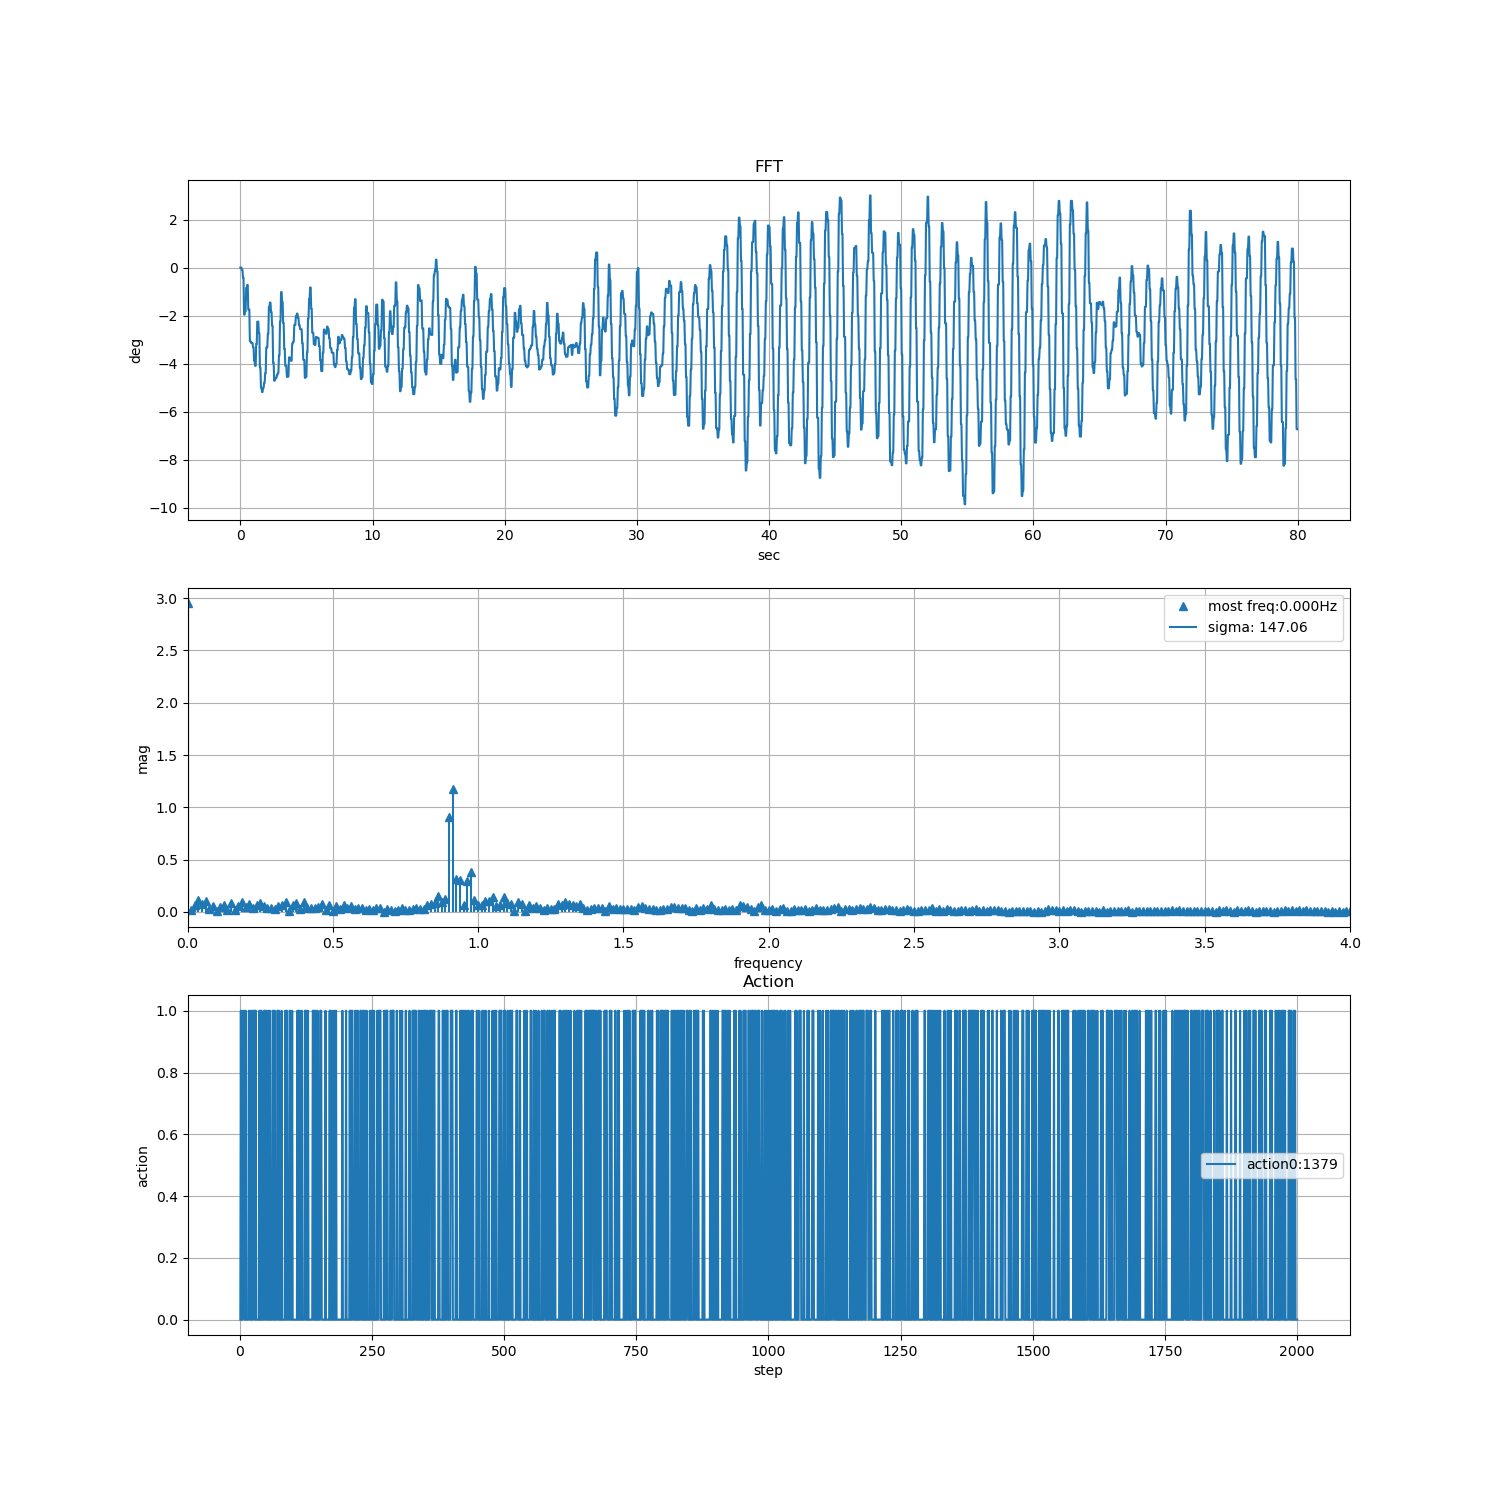 FFT
2
0
−2
−4
−6
−8
−10
deg
0 10 20 30 40 50 60 70 80
sec
3.0
2.5
2.0
1.5
1.0
0.5
0.0
mag
most freq:0.000Hz
sigma: 147.06
0.0 0.5 1.0 1.5 2.0 2.5 3.0 3.5 4.0
frequency
Action
1.0
0.8
0.6
0.4
0.2
0.0
action
action0:1379
0 250 500 750 1000 1250 1500 1750 2000
step